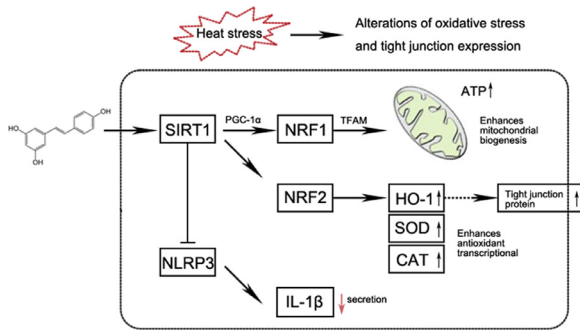 Heat stress
Alterations of oxidative stress
and tight junction expression
ATP
OH
HO
OH
SIRT1
PGC-1α
NRF1
TFAM
Enhances
mitochondrial
biogenesis
NRF2
HO-1
Tight junction
protein
SOD
Enhances
antioxidant
transcriptional
CAT
NLRP3
IL-1β
secretion